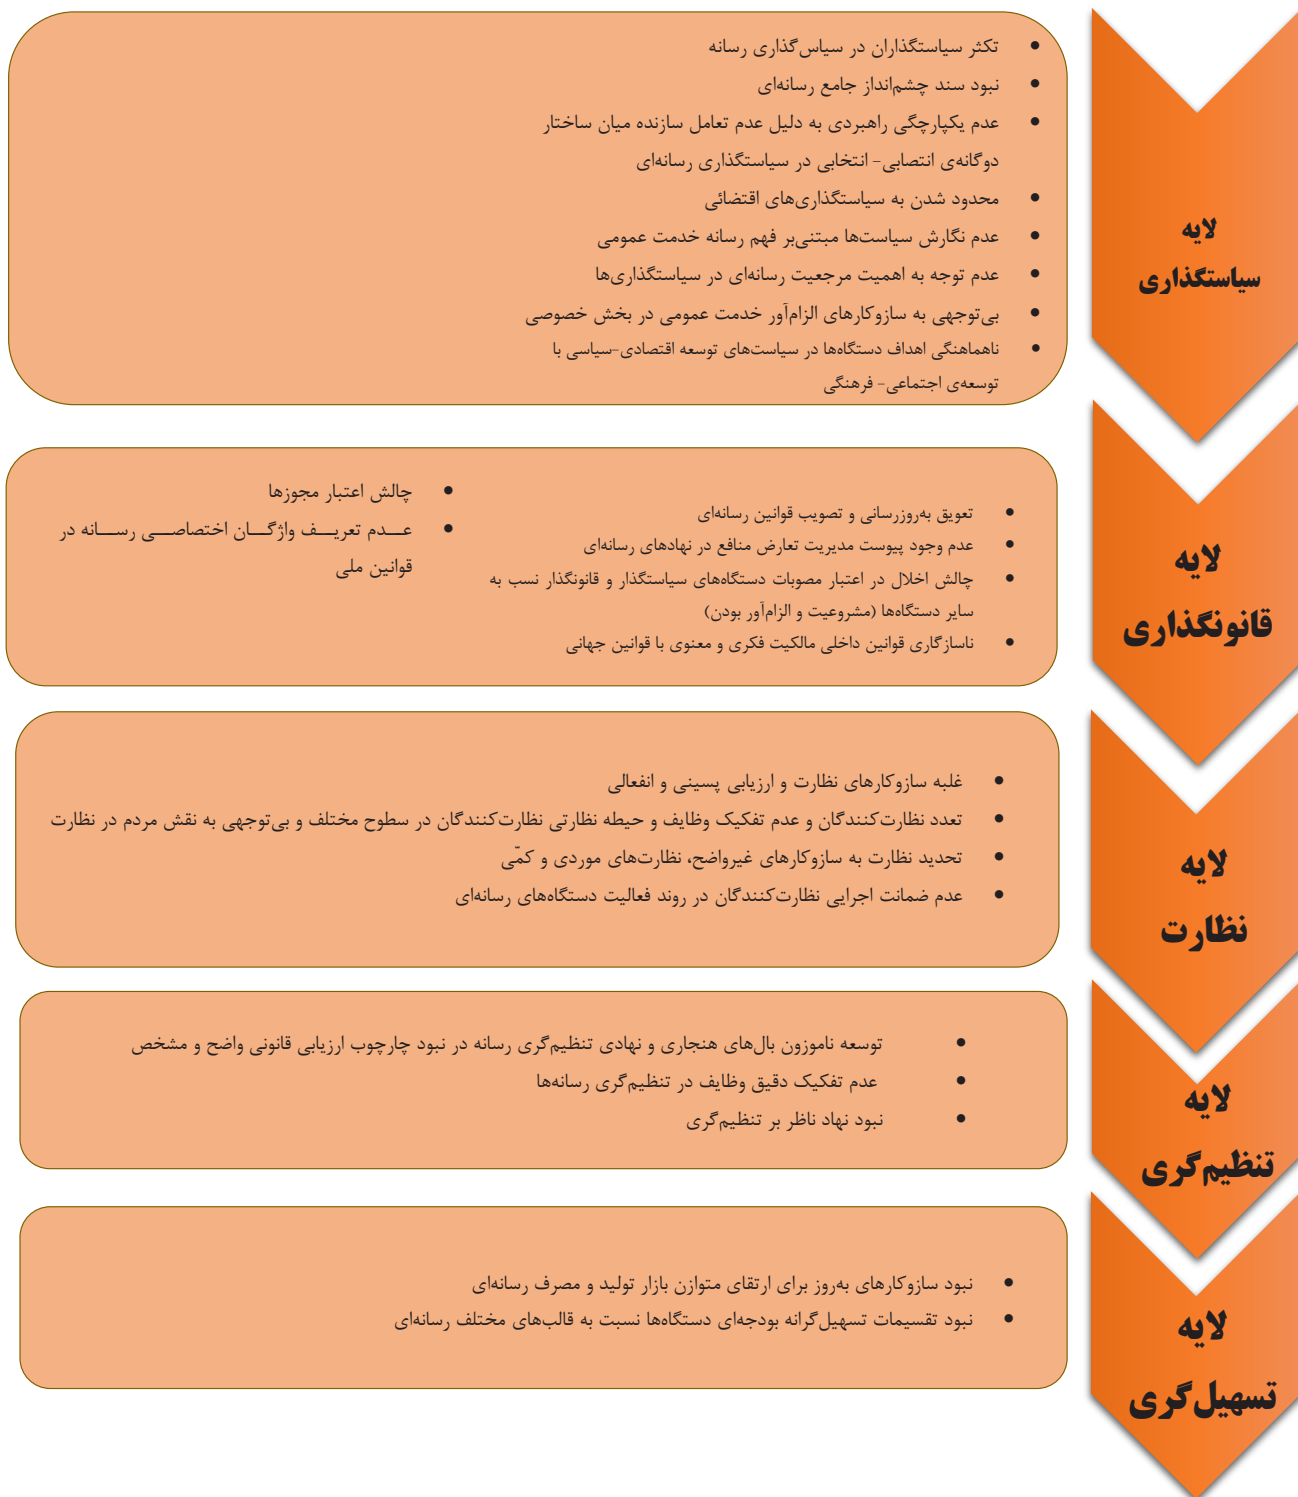 لایه
سیاستگذاری
تکثر سیاستگذاران در سیاس‌گذاری رسانه
نبود سند چشم‌انداز جامع رسانه‌ای
عدم یکپارچگی راهبردی به دلیل عدم تعامل سازنده میان ساختار
دوگانه‌ی انتصابی- انتخابی در سیاستگذاری رسانه‌ای
محدود شدن به سیاستگذاری‌های اقتضائی
عدم نگارش سیاست‌ها مبتنی‌بر فهم رسانه خدمت عمومی
عدم توجه به اهمیت مرجعیت رسانه‌ای در سیاستگذاری‌ها
بی‌توجهی به سازوکارهای الزام‌آور خدمت عمومی در بخش خصوصی
ناهماهنگی اهداف دستگاه‌ها در سیاست‌های توسعه اقتصادی-سیاسی با
توسعه‌ی اجتماعی- فرهنگی
لایه
قانونگذاری
تعویق به‌روزرسانی و تصویب قوانین رسانه‌ای
عدم وجود پیوست مدیریت تعارض منافع در نهادهای رسانه‌ای
چالش اخلال در اعتبار مصوبات دستگاه‌های سیاستگذار و قانونگذار نسب به
سایر دستگاه‌ها (مشروعیت و الزام‌آور بودن)
ناسازگاری قوانین داخلی مالکیت فکری و معنوی با قوانین جهانی
چالش اعتبار مجوزها
عـــدم تعریـــف واژگـــان اختصاصـــی رســـانه در
قوانین ملی
لایه
نظارت
غلبه سازوکارهای نظارت و ارزیابی پسینی و انفعالی
تعدد نظارت‌کنندگان و عدم تفکیک وظایف و حیطه نظارتی نظارت‌کنندگان در سطوح مختلف و بی‌توجهی به نقش مردم در نظارت
تحدید نظارت به سازوکارهای غیرواضح، نظارت‌های موردی و کمّی
عدم ضمانت اجرایی نظارت‌کنندگان در روند فعالیت دستگاه‌های رسانه‌ای
لایه
تنظیم‌گری
توسعه ناموزون بال‌های هنجاری و نهادی تنظیم‌گری رسانه در نبود چارچوب ارزیابی قانونی واضح و مشخص
عدم تفکیک دقیق وظایف در تنظیم‌گری رسانه‌ها
نبود نهاد ناظر بر تنظیم‌گری
لایه
تسهیل‌گری
نبود سازوکارهای به‌روز برای ارتقای متوازن بازار تولید و مصرف رسانه‌ای
نبود تقسیمات تسهیل‌گرانه بودجه‌ای دستگاه‌ها نسبت به قالب‌های مختلف رسانه‌ای